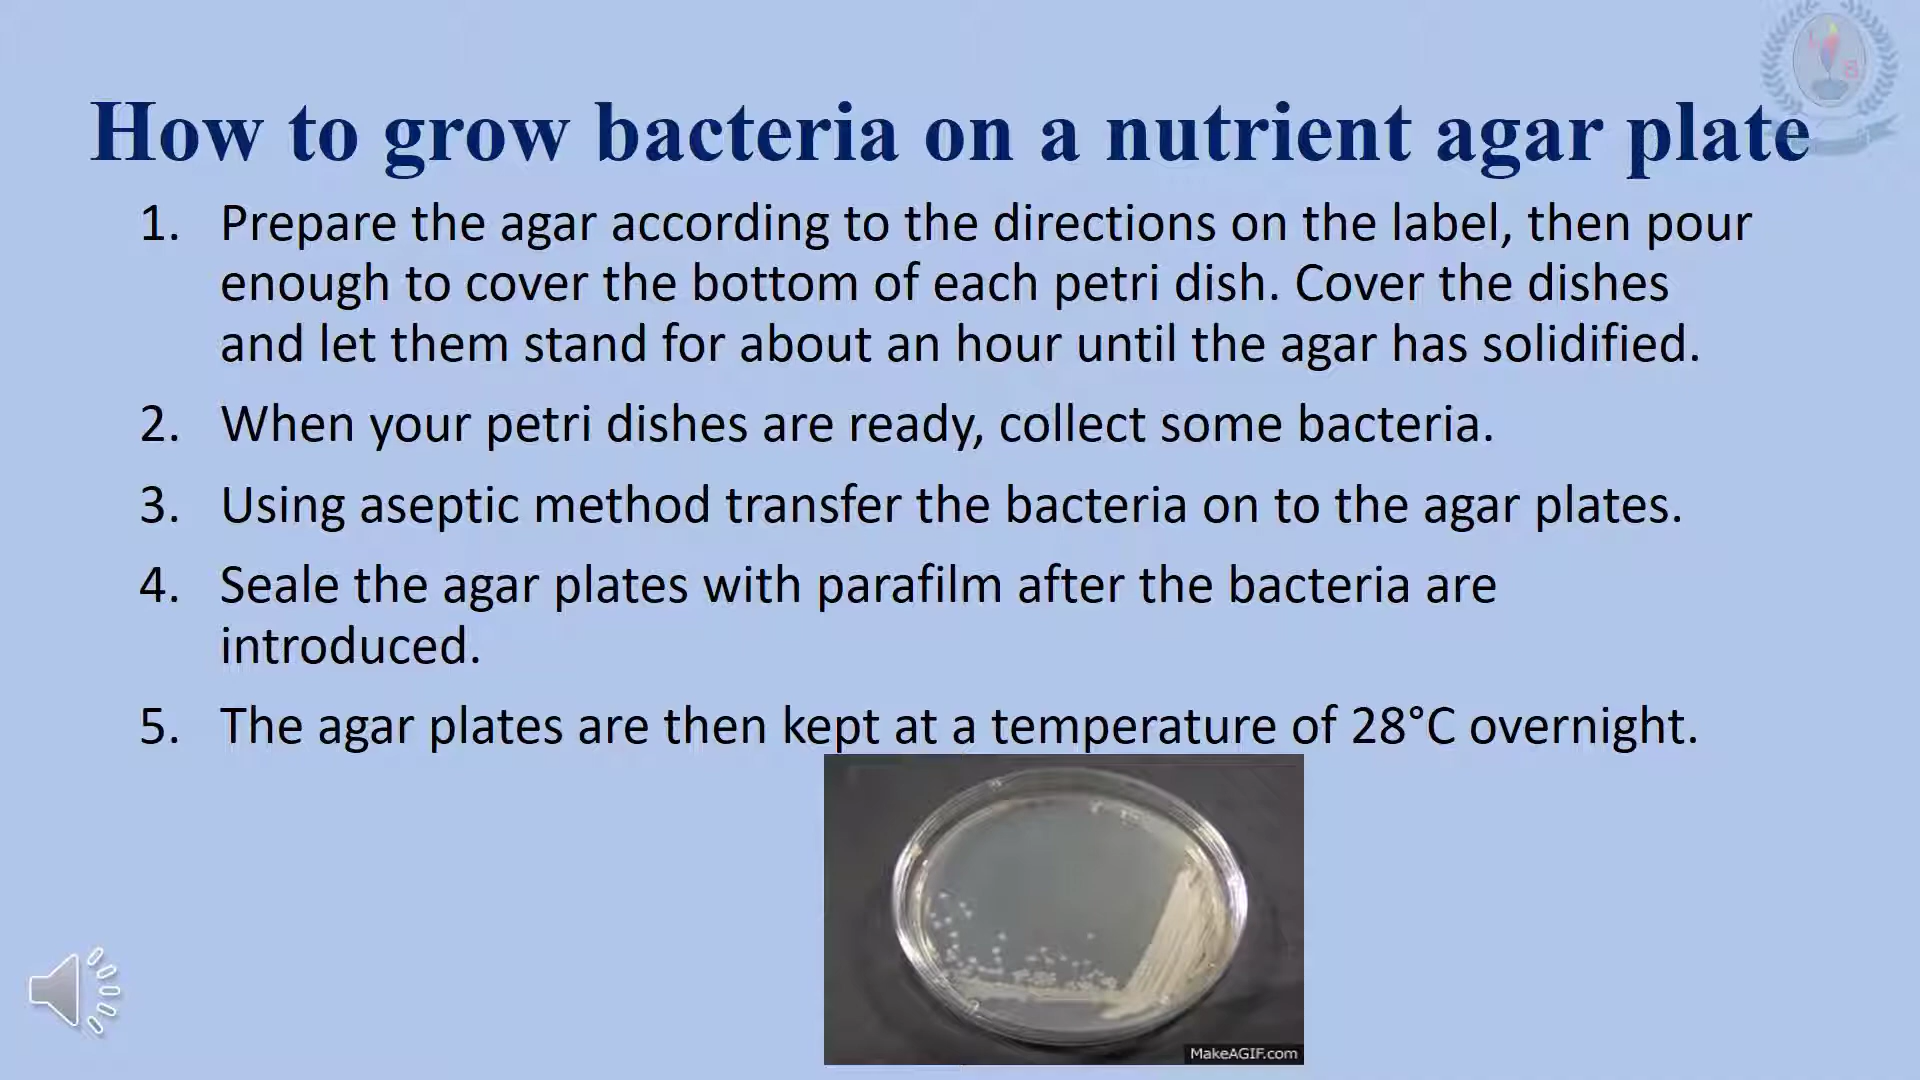 How to grow bacteria on a nutrient agar plate
1. Prepare the agar according to the directions on the label, then pour
enough to cover the bottom of each petri dish. Cover the dishes
and let them stand for about an hour until the agar has solidified.
2. When your petri dishes are ready, collect some bacteria.
3. Using aseptic method transfer the bacteria on to the agar plates.
4. Seale the agar plates with parafilm after the bacteria are
introduced.
5. The agar plates are then kept at a temperature of 28°C overnight.
MakeAGIF.com